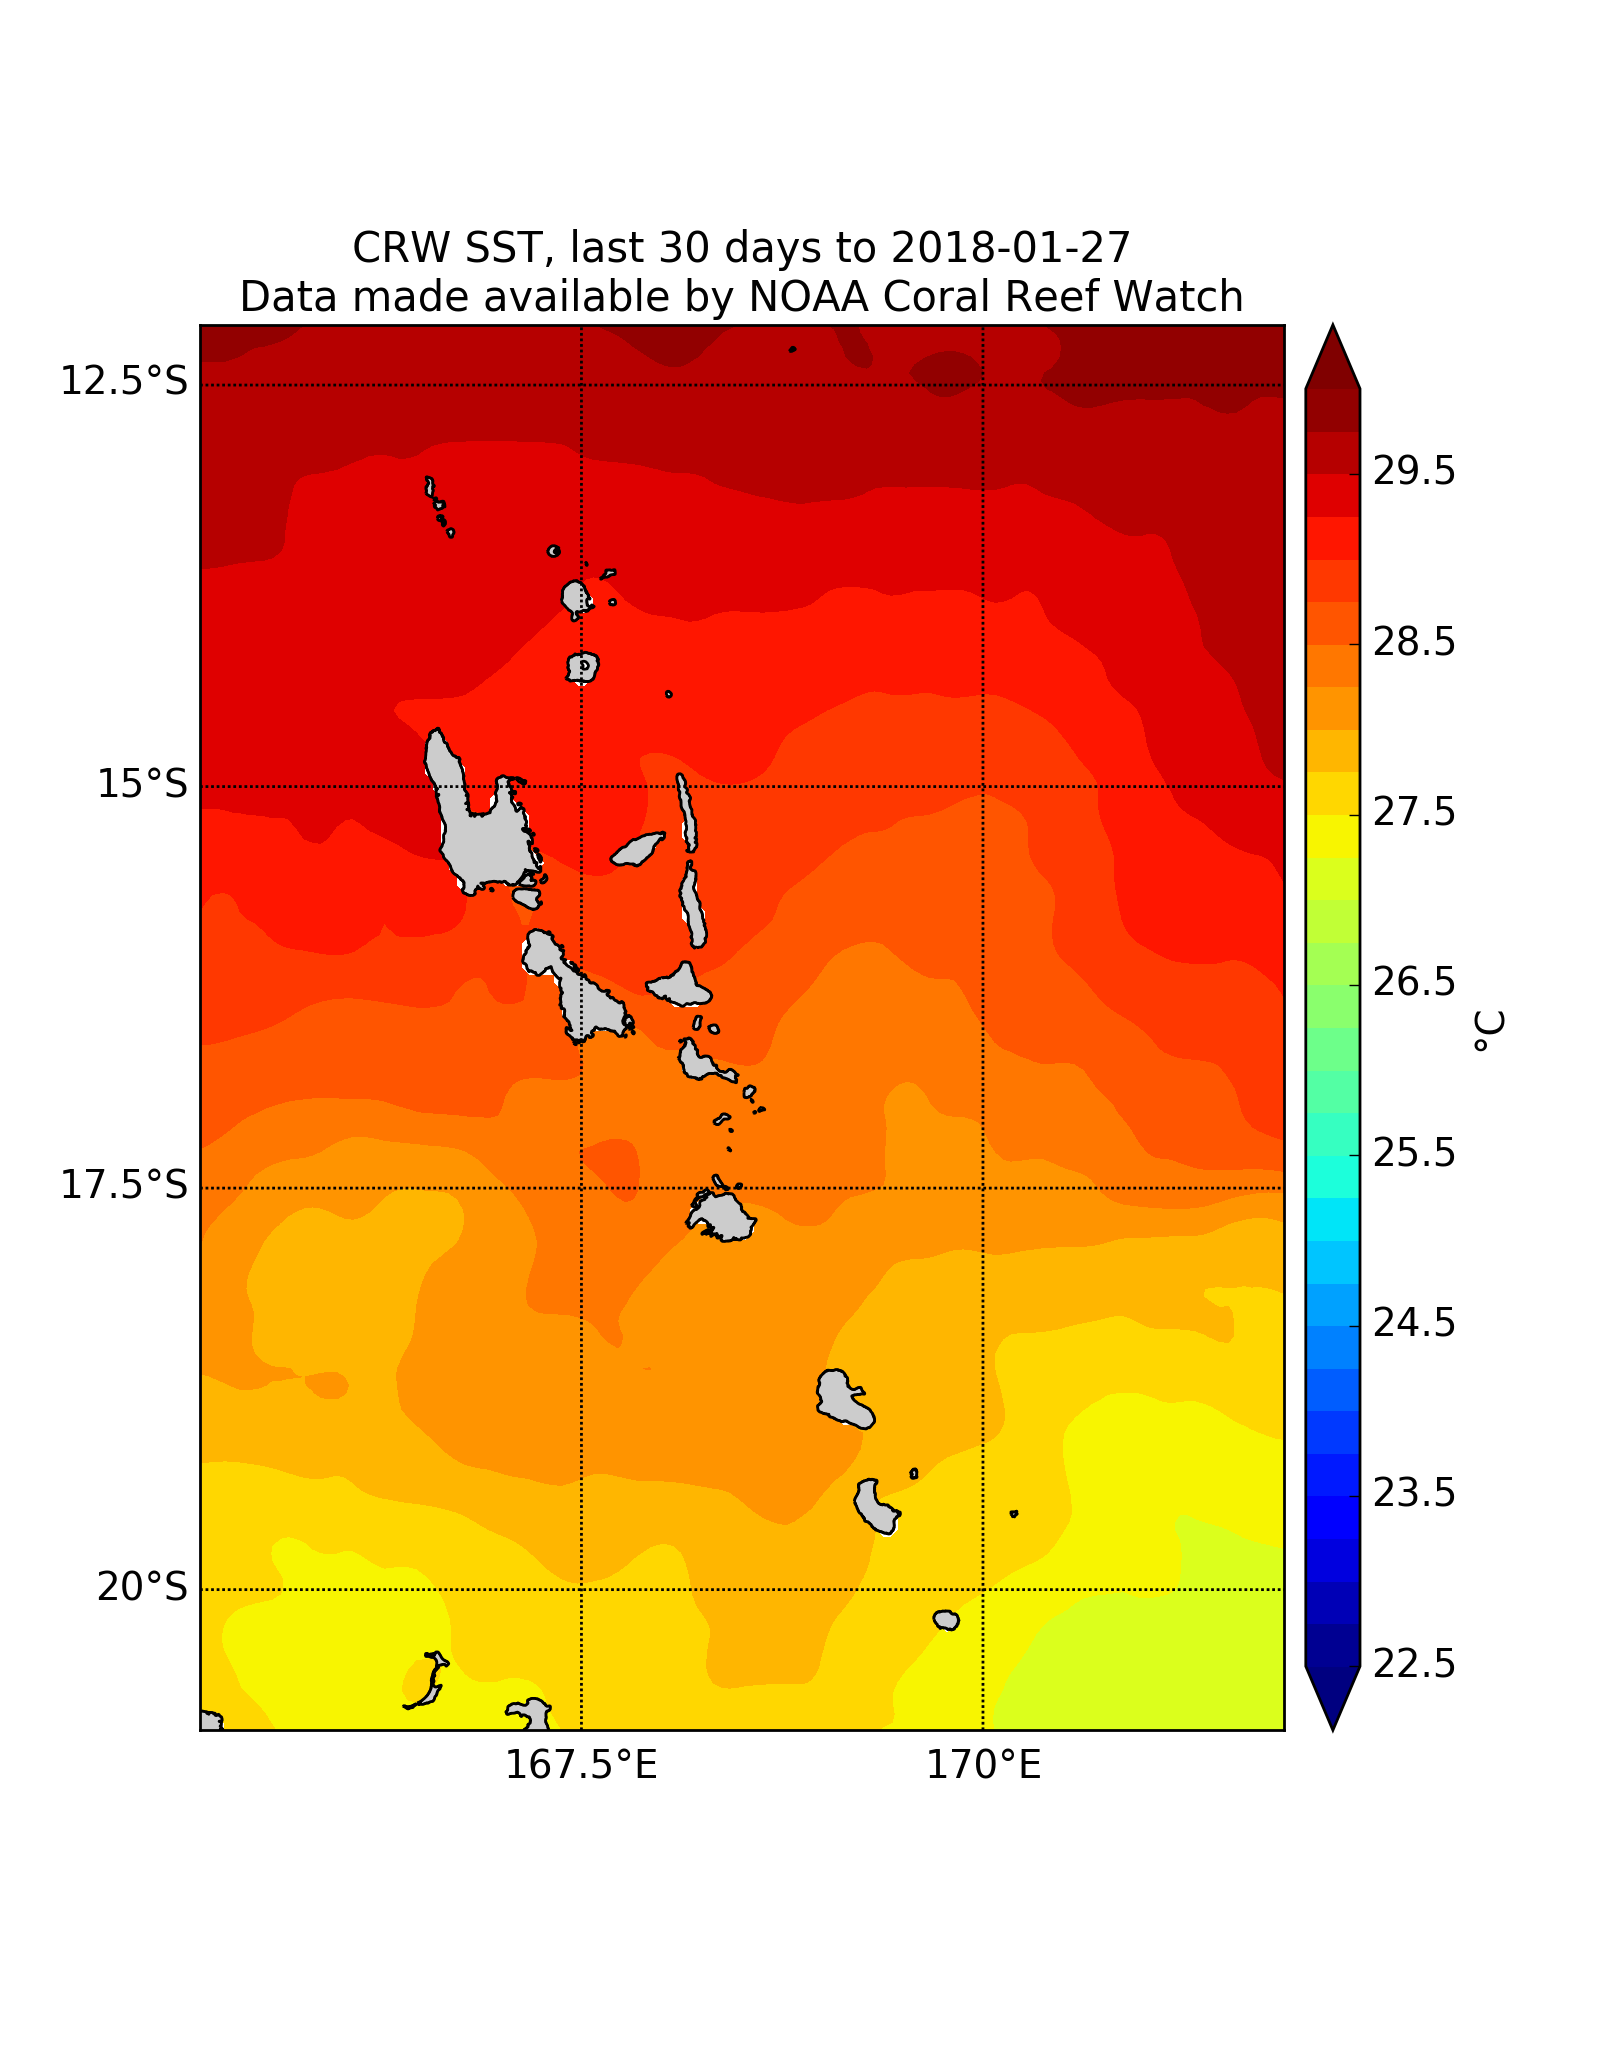 CRW SST, last 30 days to 2018-01-27
Data made available by NOAA Coral Reef Watch
12.5°S
15°S
17.5°S
20°S
167.5°E
170°E
29.5
28.5
27.5
26.5
25.5
24.5
23.5
22.5
°C